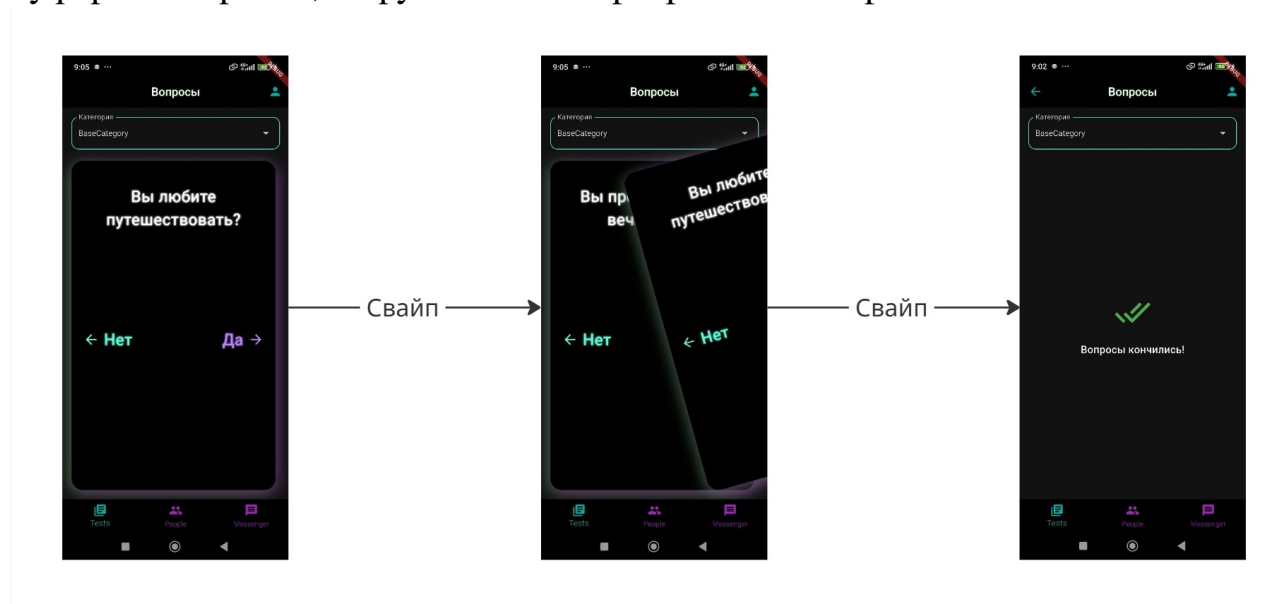 9:05
Вопросы
Категория
BaseCategory
Вы любите
путешествовать?
← Нет
Да →
Tests
People
Messenger
Свайп
9:05
Вопросы
Категория
BaseCategory
Вы
веч
Вы любите
путешествов
← Нет
← Нет
Tests
People
Messenger
Свайп
9:02
Вопросы
Категория
BaseCategory
Вопросы кончились!
Tests
People
Messenger